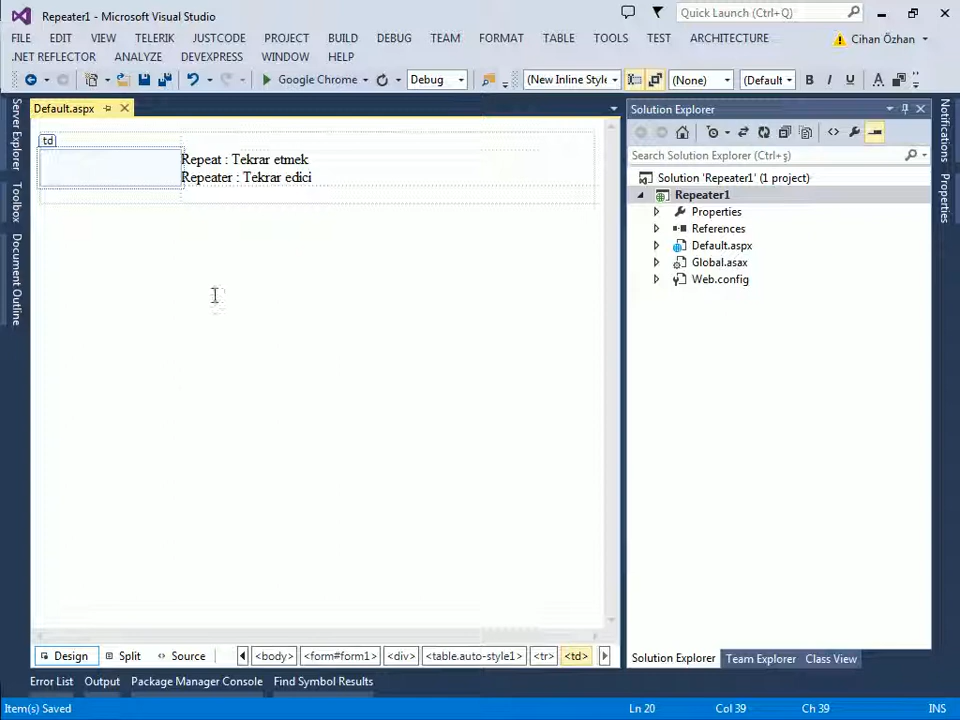 Repeater1 - Microsoft Visual Studio
Quick Launch (Ctrl+Q)
FILE EDIT VIEW TELERIK JUSTCODE PROJECT BUILD DEBUG TEAM FORMAT TABLE TOOLS TEST ARCHITECTURE
Cihan Özhan
.NET REFLECTOR ANALYZE DEVEXPRESS WINDOW HELP
Google Chrome Debug (New Inline Style (None) (Default B I U A
Server Explorer
Toolbox
Document Outline
Default.aspx
td
Repeat : Tekrar etmek
Repeater : Tekrar edici
Solution Explorer
Search Solution Explorer (Ctrl+ş)
Solution 'Repeater1' (1 project)
Repeater1
Properties
References
Default.aspx
Global.asax
Web.config
Notifications
Properties
Design Split Source <body> <form#form1> <div> <table.auto-style1> <tr> <td>
Solution Explorer Team Explorer Class View
Error List Output Package Manager Console Find Symbol Results
Item(s) Saved Ln 20 Col 39 Ch 39 INS